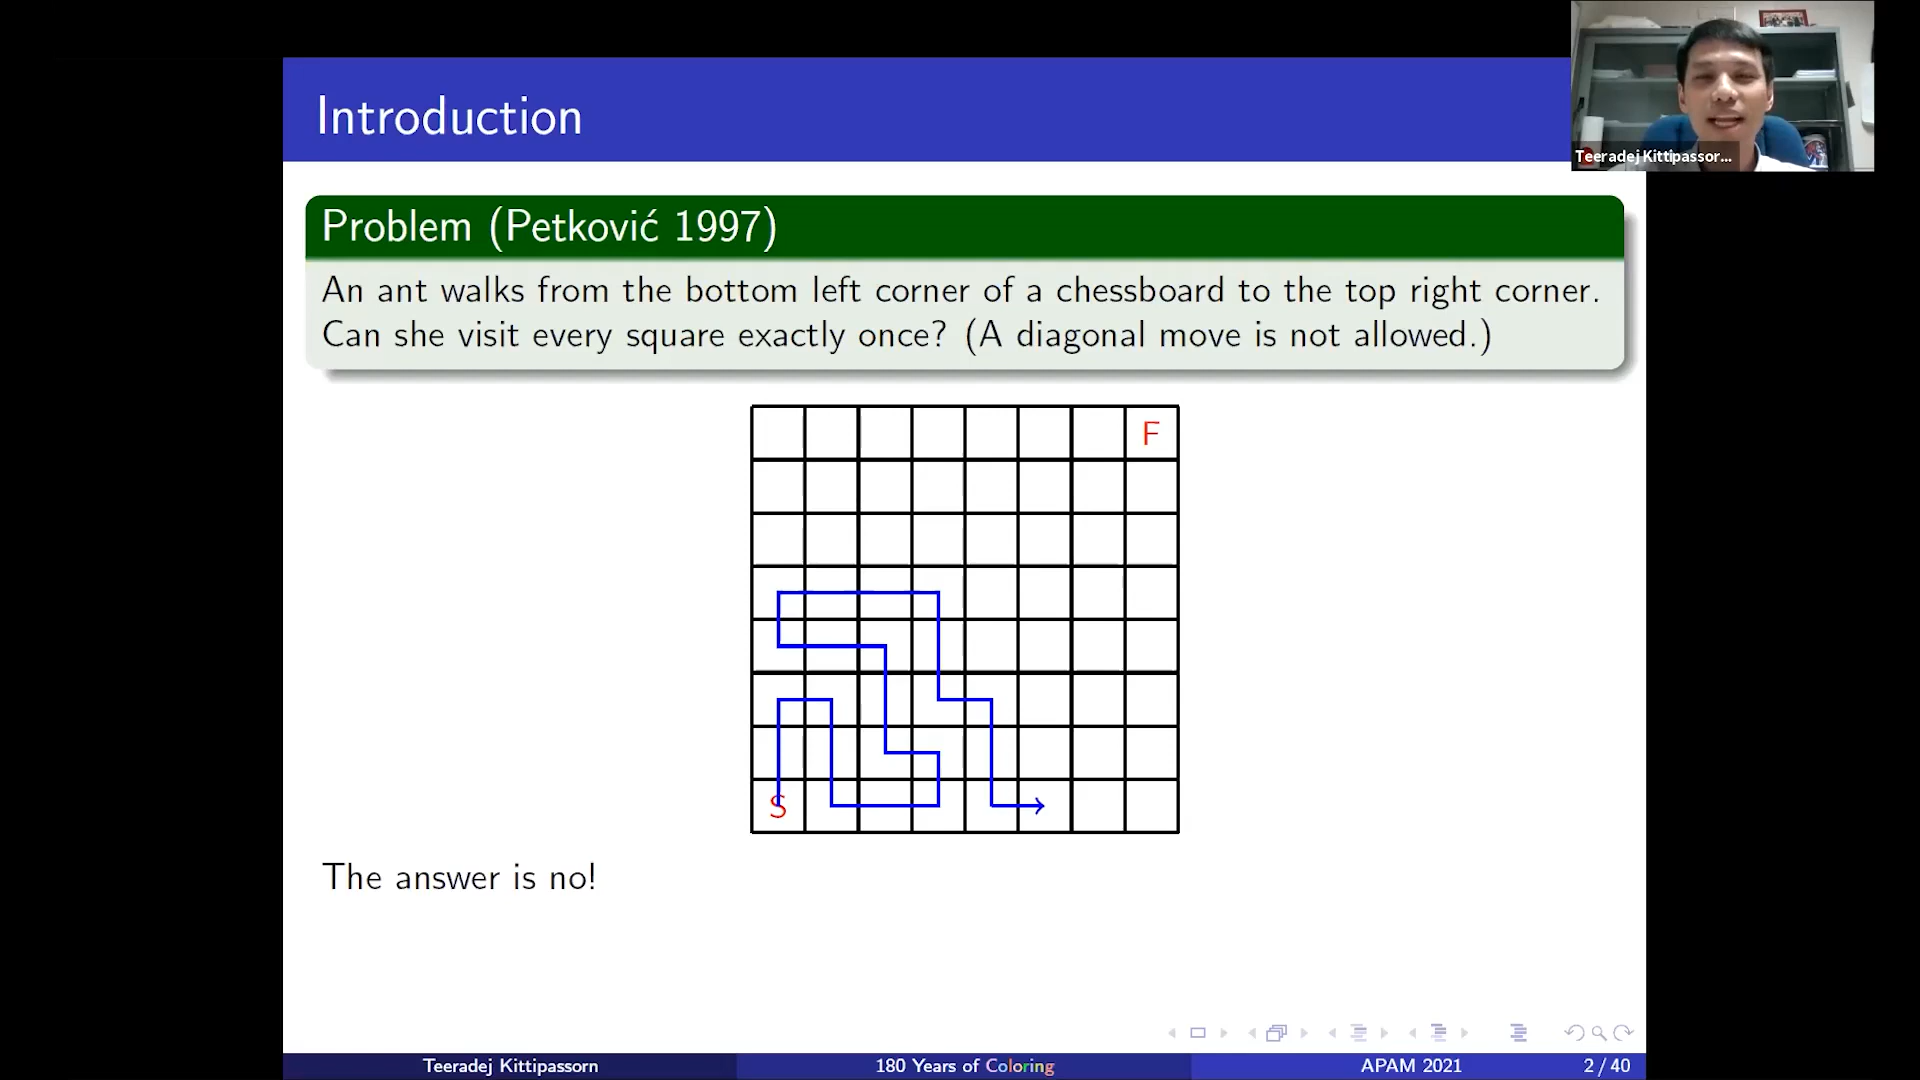 Introduction
Teeradej Kittipassor...
Problem (Petković 1997)
An ant walks from the bottom left corner of a chessboard to the top right corner.
Can she visit every square exactly once? (A diagonal move is not allowed.)
F
S
The answer is no!
Teeradej Kittipassorn
180 Years of Coloring
APAM 2021
2 / 40